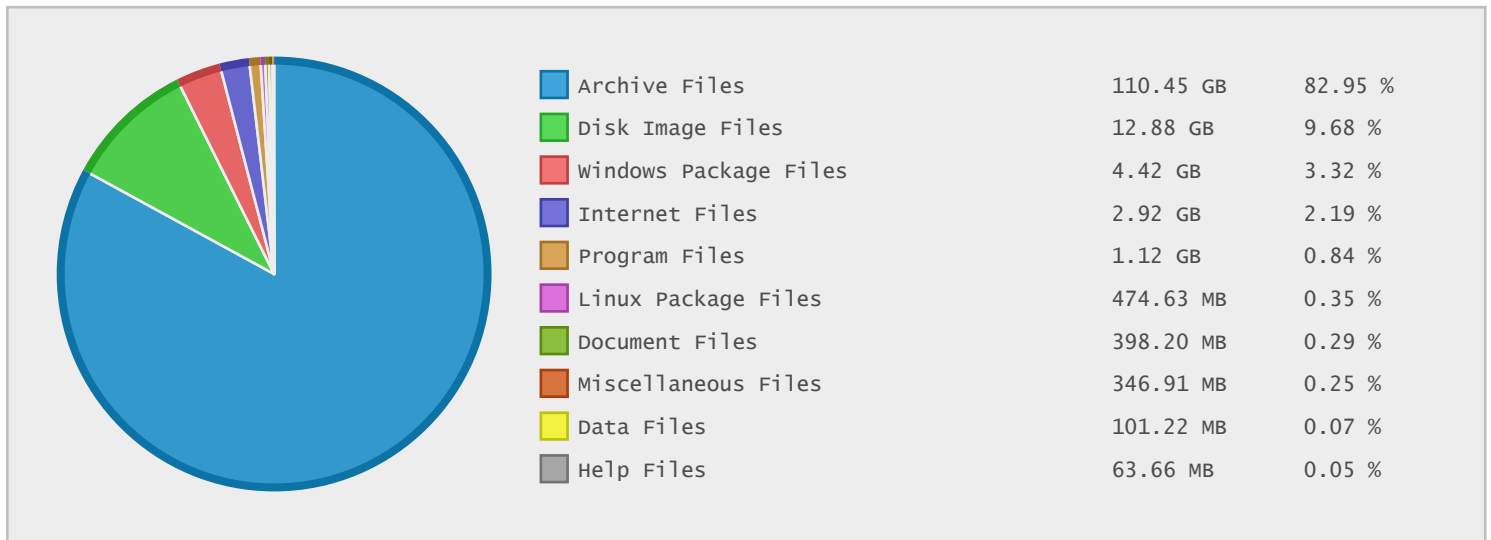 Archive Files 110.45 GB 82.95 %
Disk Image Files 12.88 GB 9.68 %
Windows Package Files 4.42 GB 3.32 %
Internet Files 2.92 GB 2.19 %
Program Files 1.12 GB 0.84 %
Linux Package Files 474.63 MB 0.35 %
Document Files 398.20 MB 0.29 %
Miscellaneous Files 346.91 MB 0.25 %
Data Files 101.22 MB 0.07 %
Help Files 63.66 MB 0.05 %